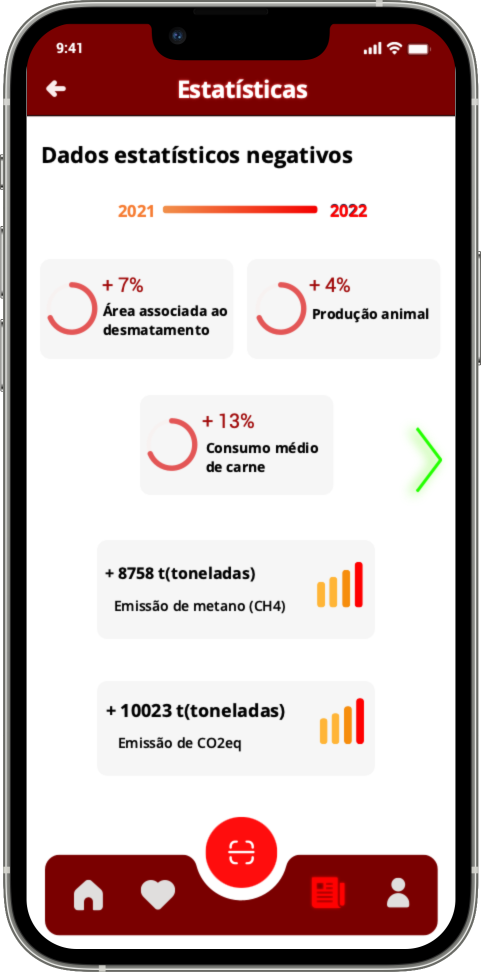 9:41
Estatísticas
Dados estatísticos negativos
2021 2022
+ 7%
Área associada ao
desmatamento
+ 4%
Produção animal
+ 13%
Consumo médio
de carne
+ 8758 t(toneladas)
Emissão de metano (CH4)
+ 10023 t(toneladas)
Emissão de CO2eq